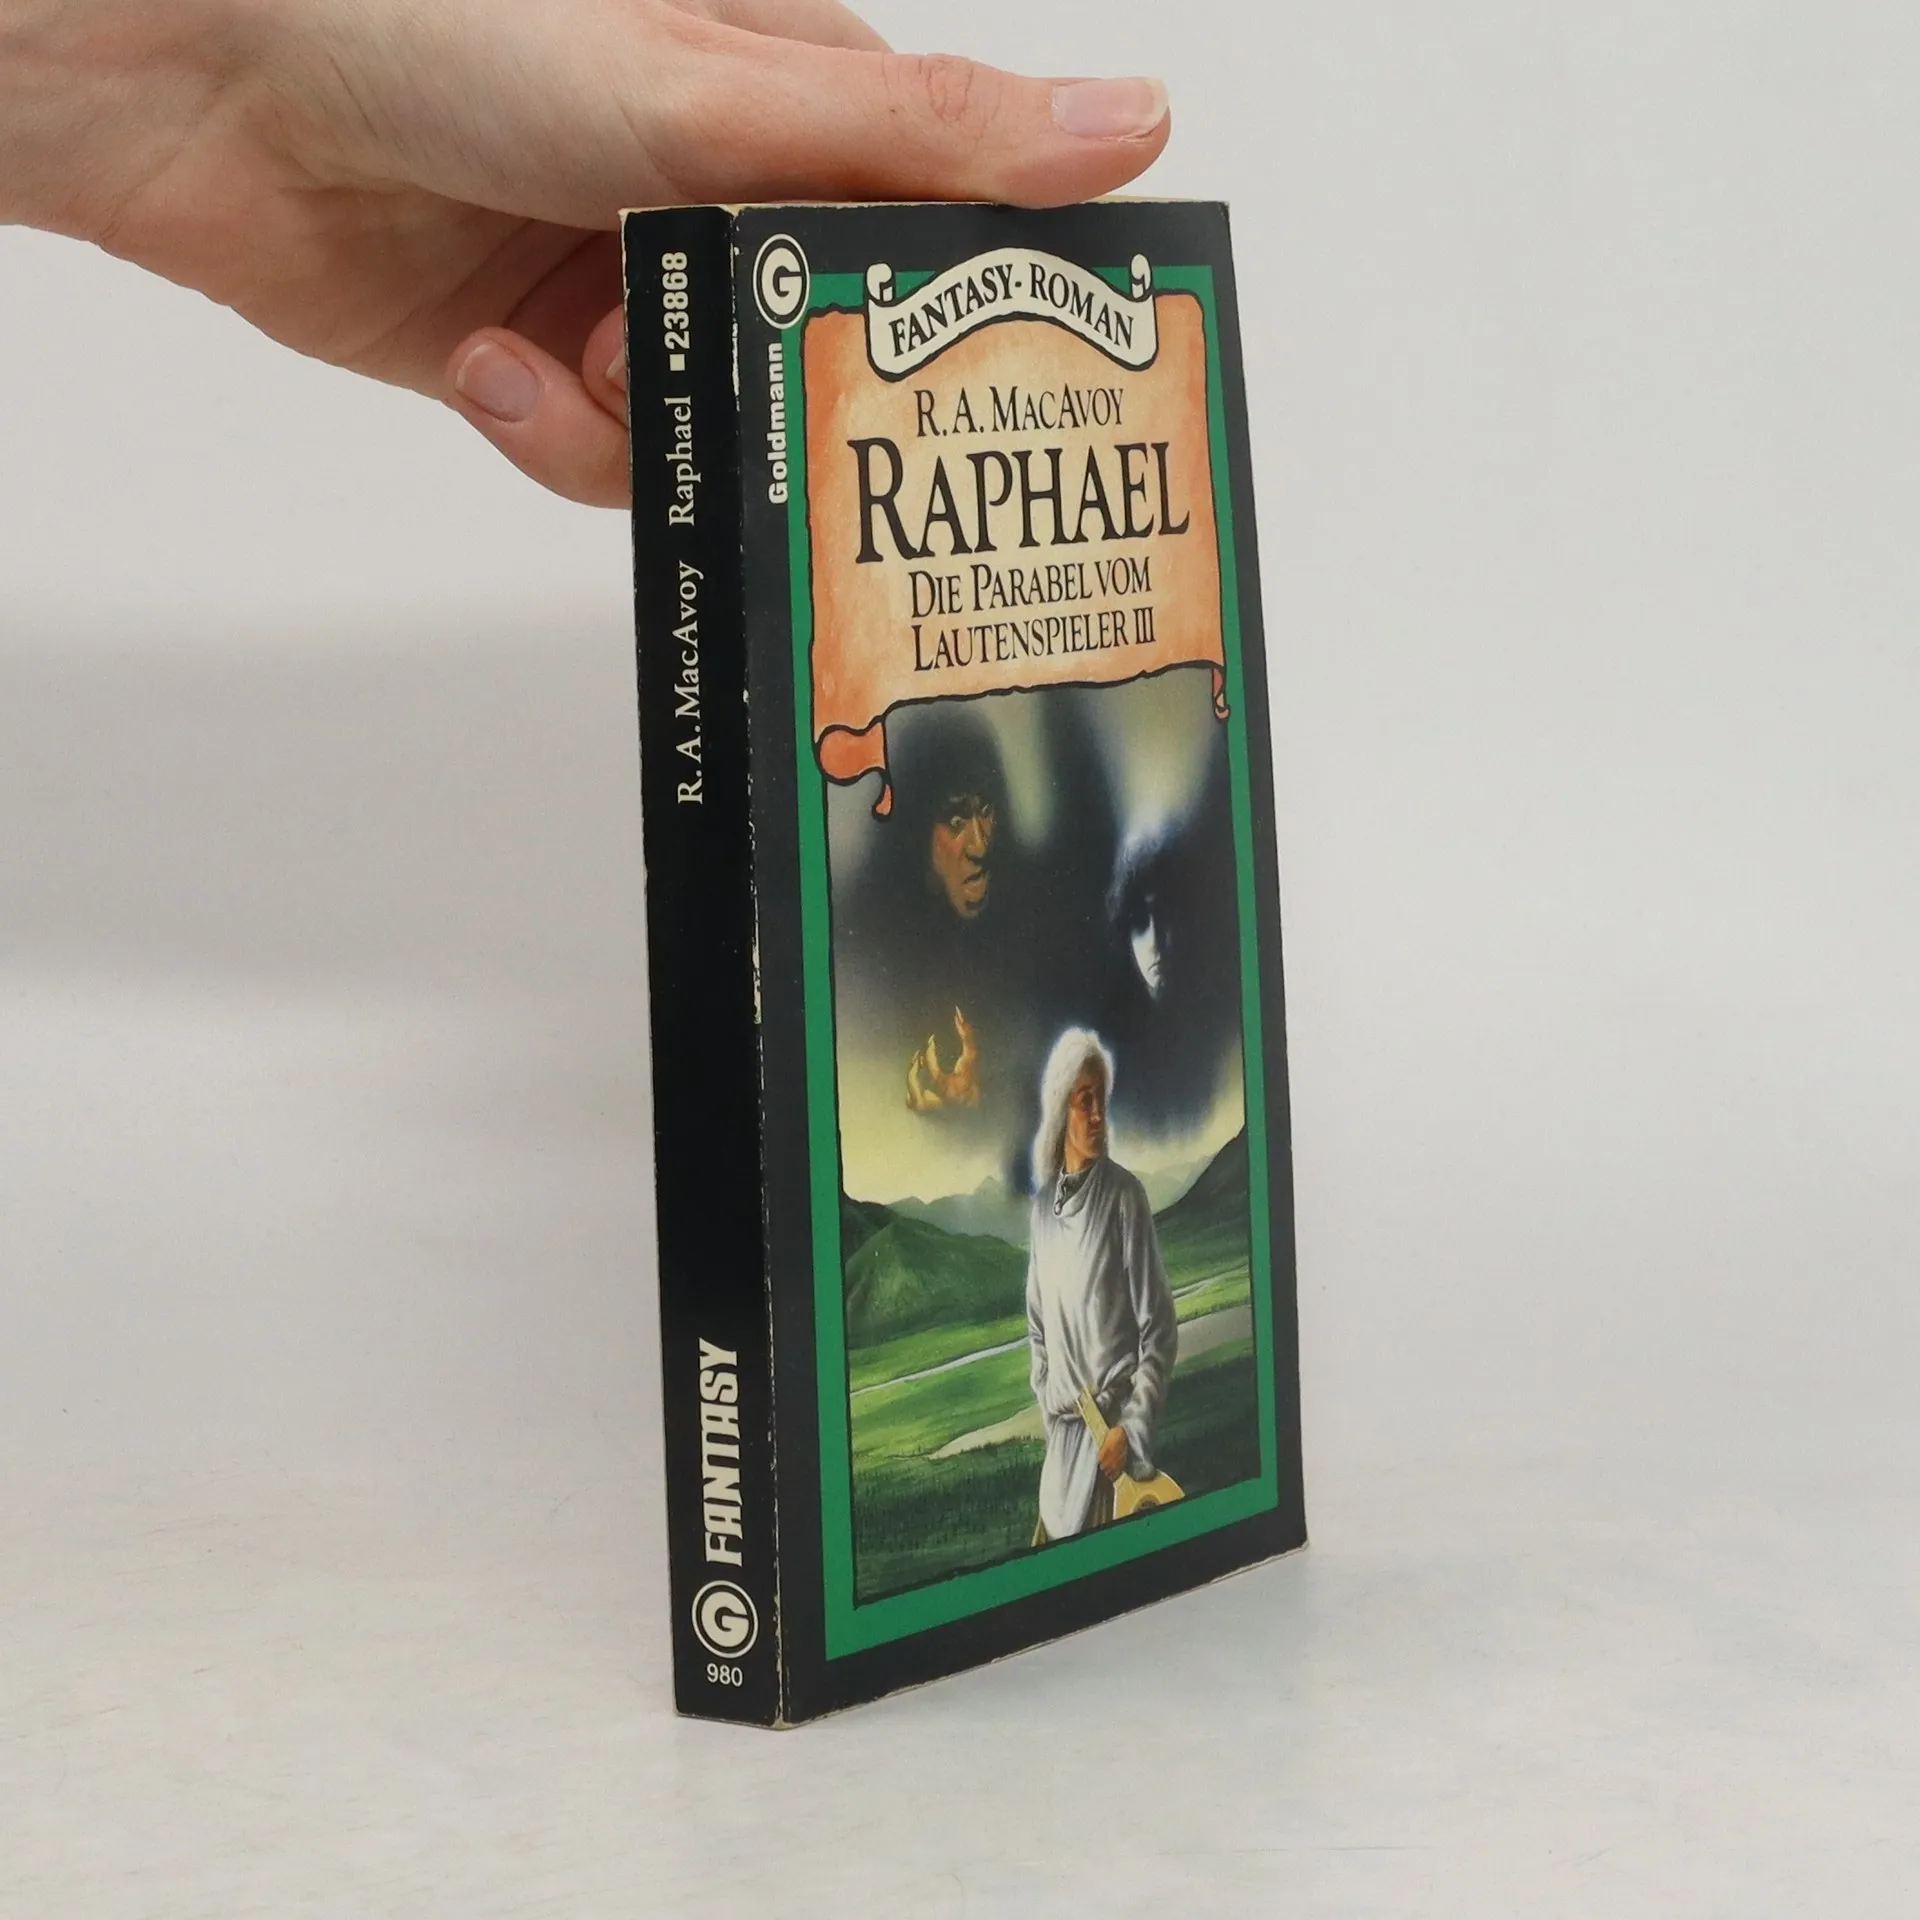 R. A. MacAvoy Raphael ▪23868
FANTASY
G
980
G
Goldmann
FANTASY-ROMAN
R. A. MACAVOY
RAPHAEL
DIE PARABEL VOM
LAUTENSPIELER III